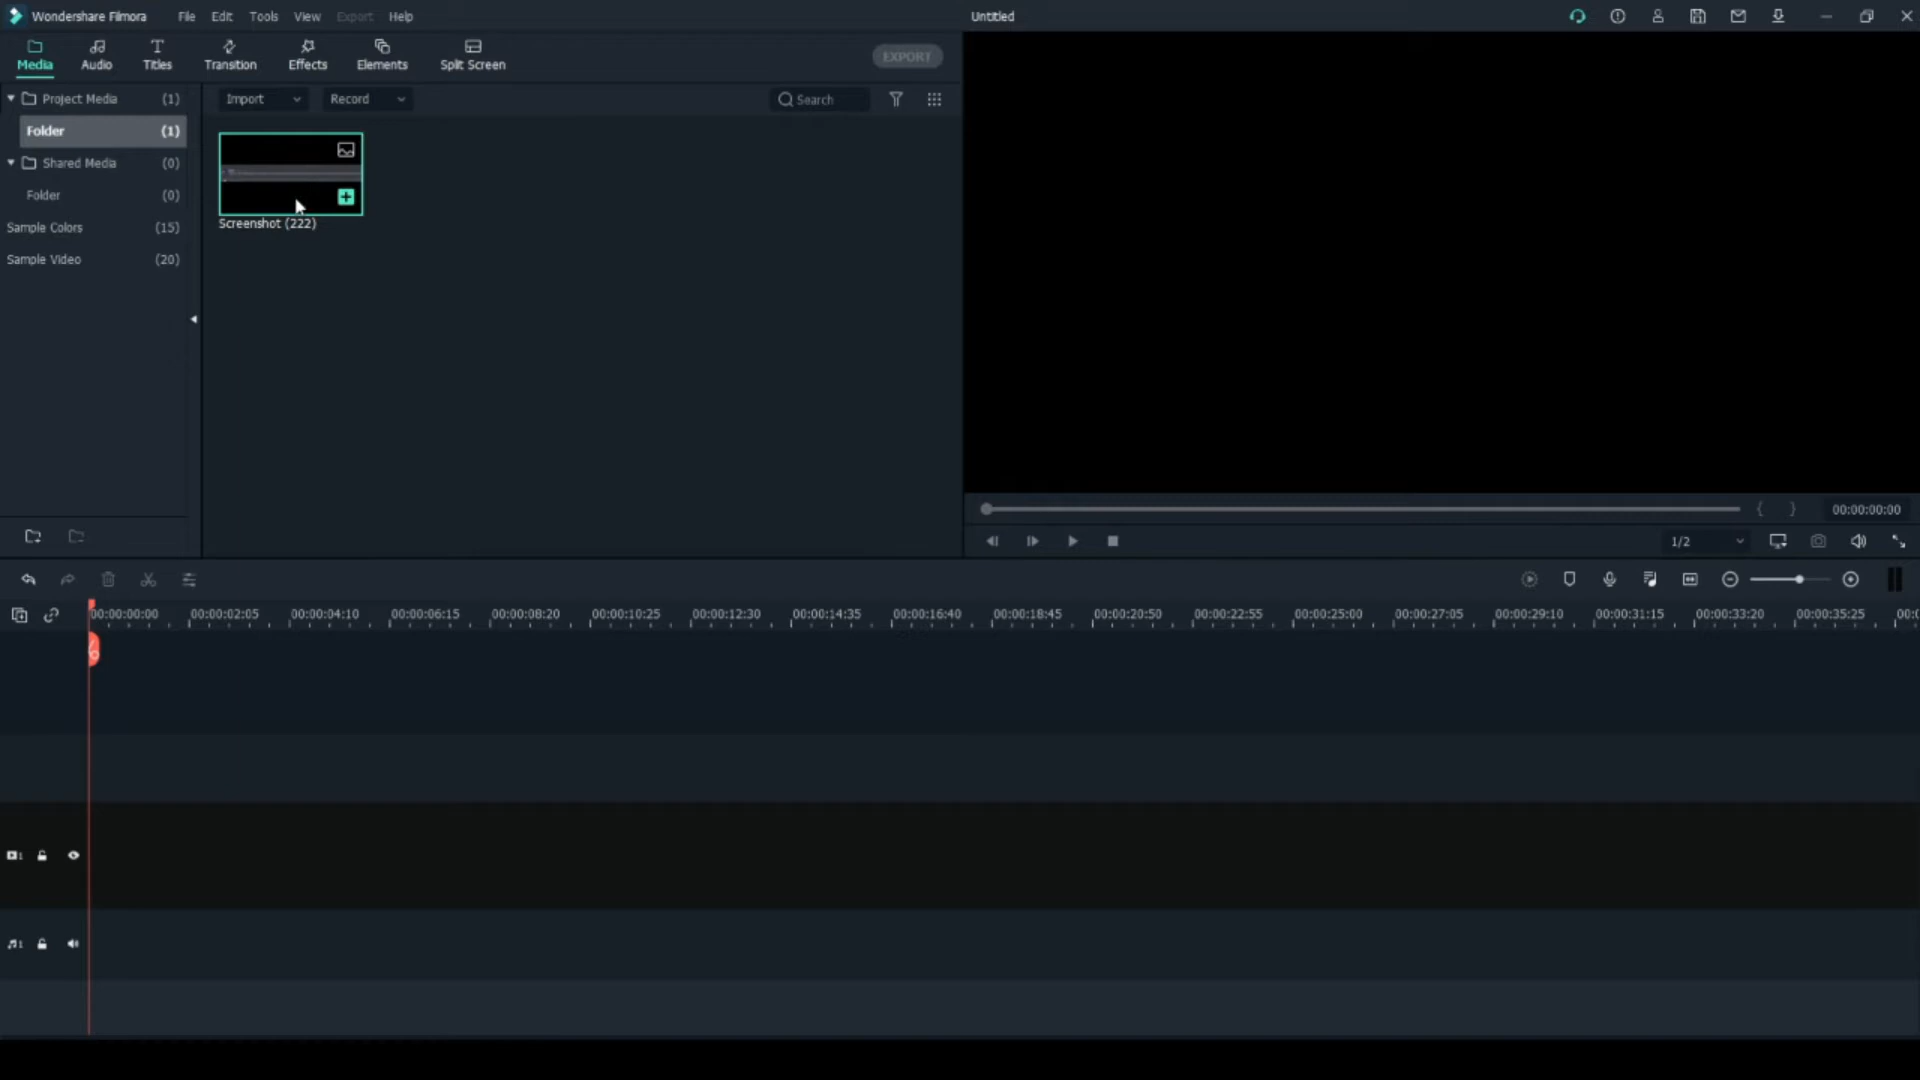 Wondershare Filmora File Edit Tools View Export Help Untitled
Media Audio Titles Transition Effects Elements Split Screen EXPORT
Project Media (1) Import Record Search
Folder (1)
Shared Media (0)
Folder (0)
Screenshot (222)
Sample Colors (15)
Sample Video (20)
00:00:00:00
1/2
00:00:00:00 00:00:02:05 00:00:04:10 00:00:06:15 00:00:08:20 00:00:10:25 00:00:12:30 00:00:14:35 00:00:16:40 00:00:18:45 00:00:20:50 00:00:22:55 00:00:25:00 00:00:27:05 00:00:29:10 00:00:31:15 00:00:33:20 00:00:35:25 00:0
1
1